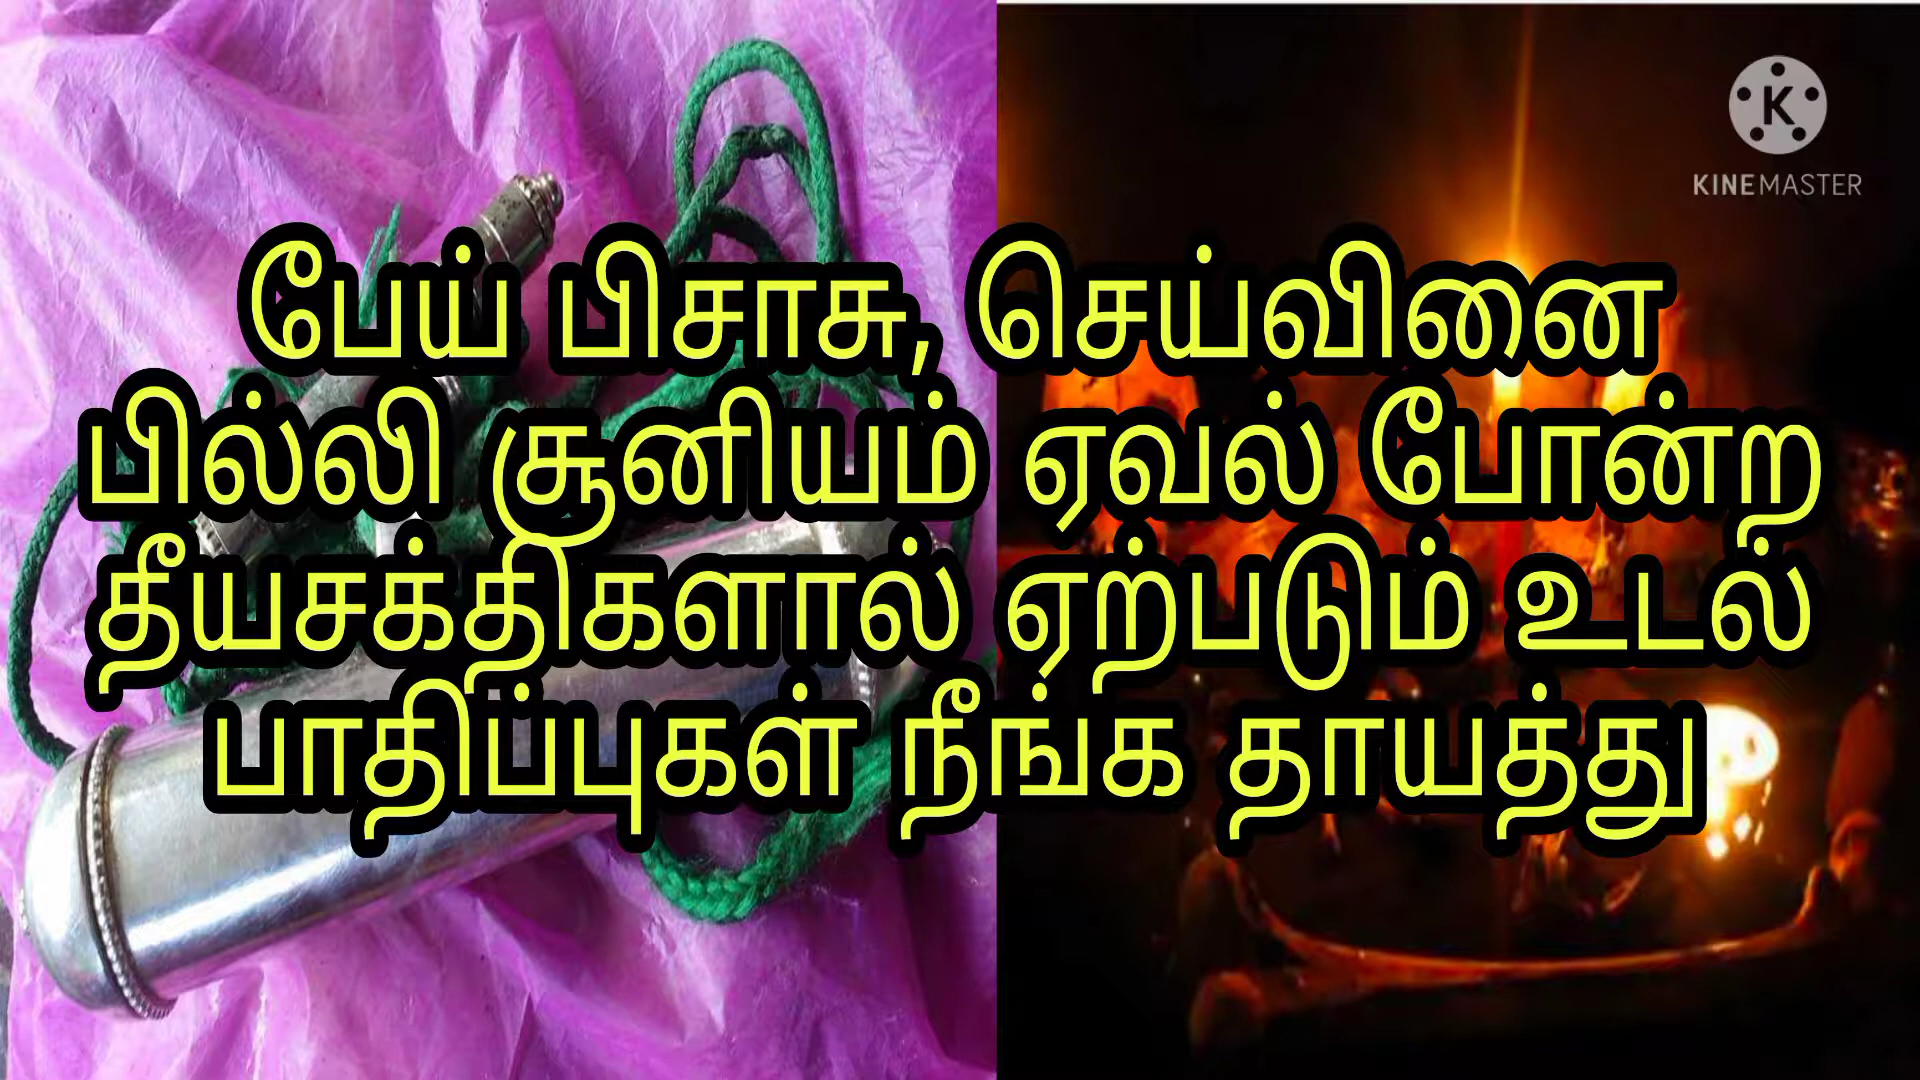 KINEMASTER
பேய் பிசாசு, செய்வினை
பில்லி சூனியம் ஏவல் போன்ற
தீயசக்திகளால் ஏற்படும் உடல்
பாதிப்புகள் நீங்க தாயத்து